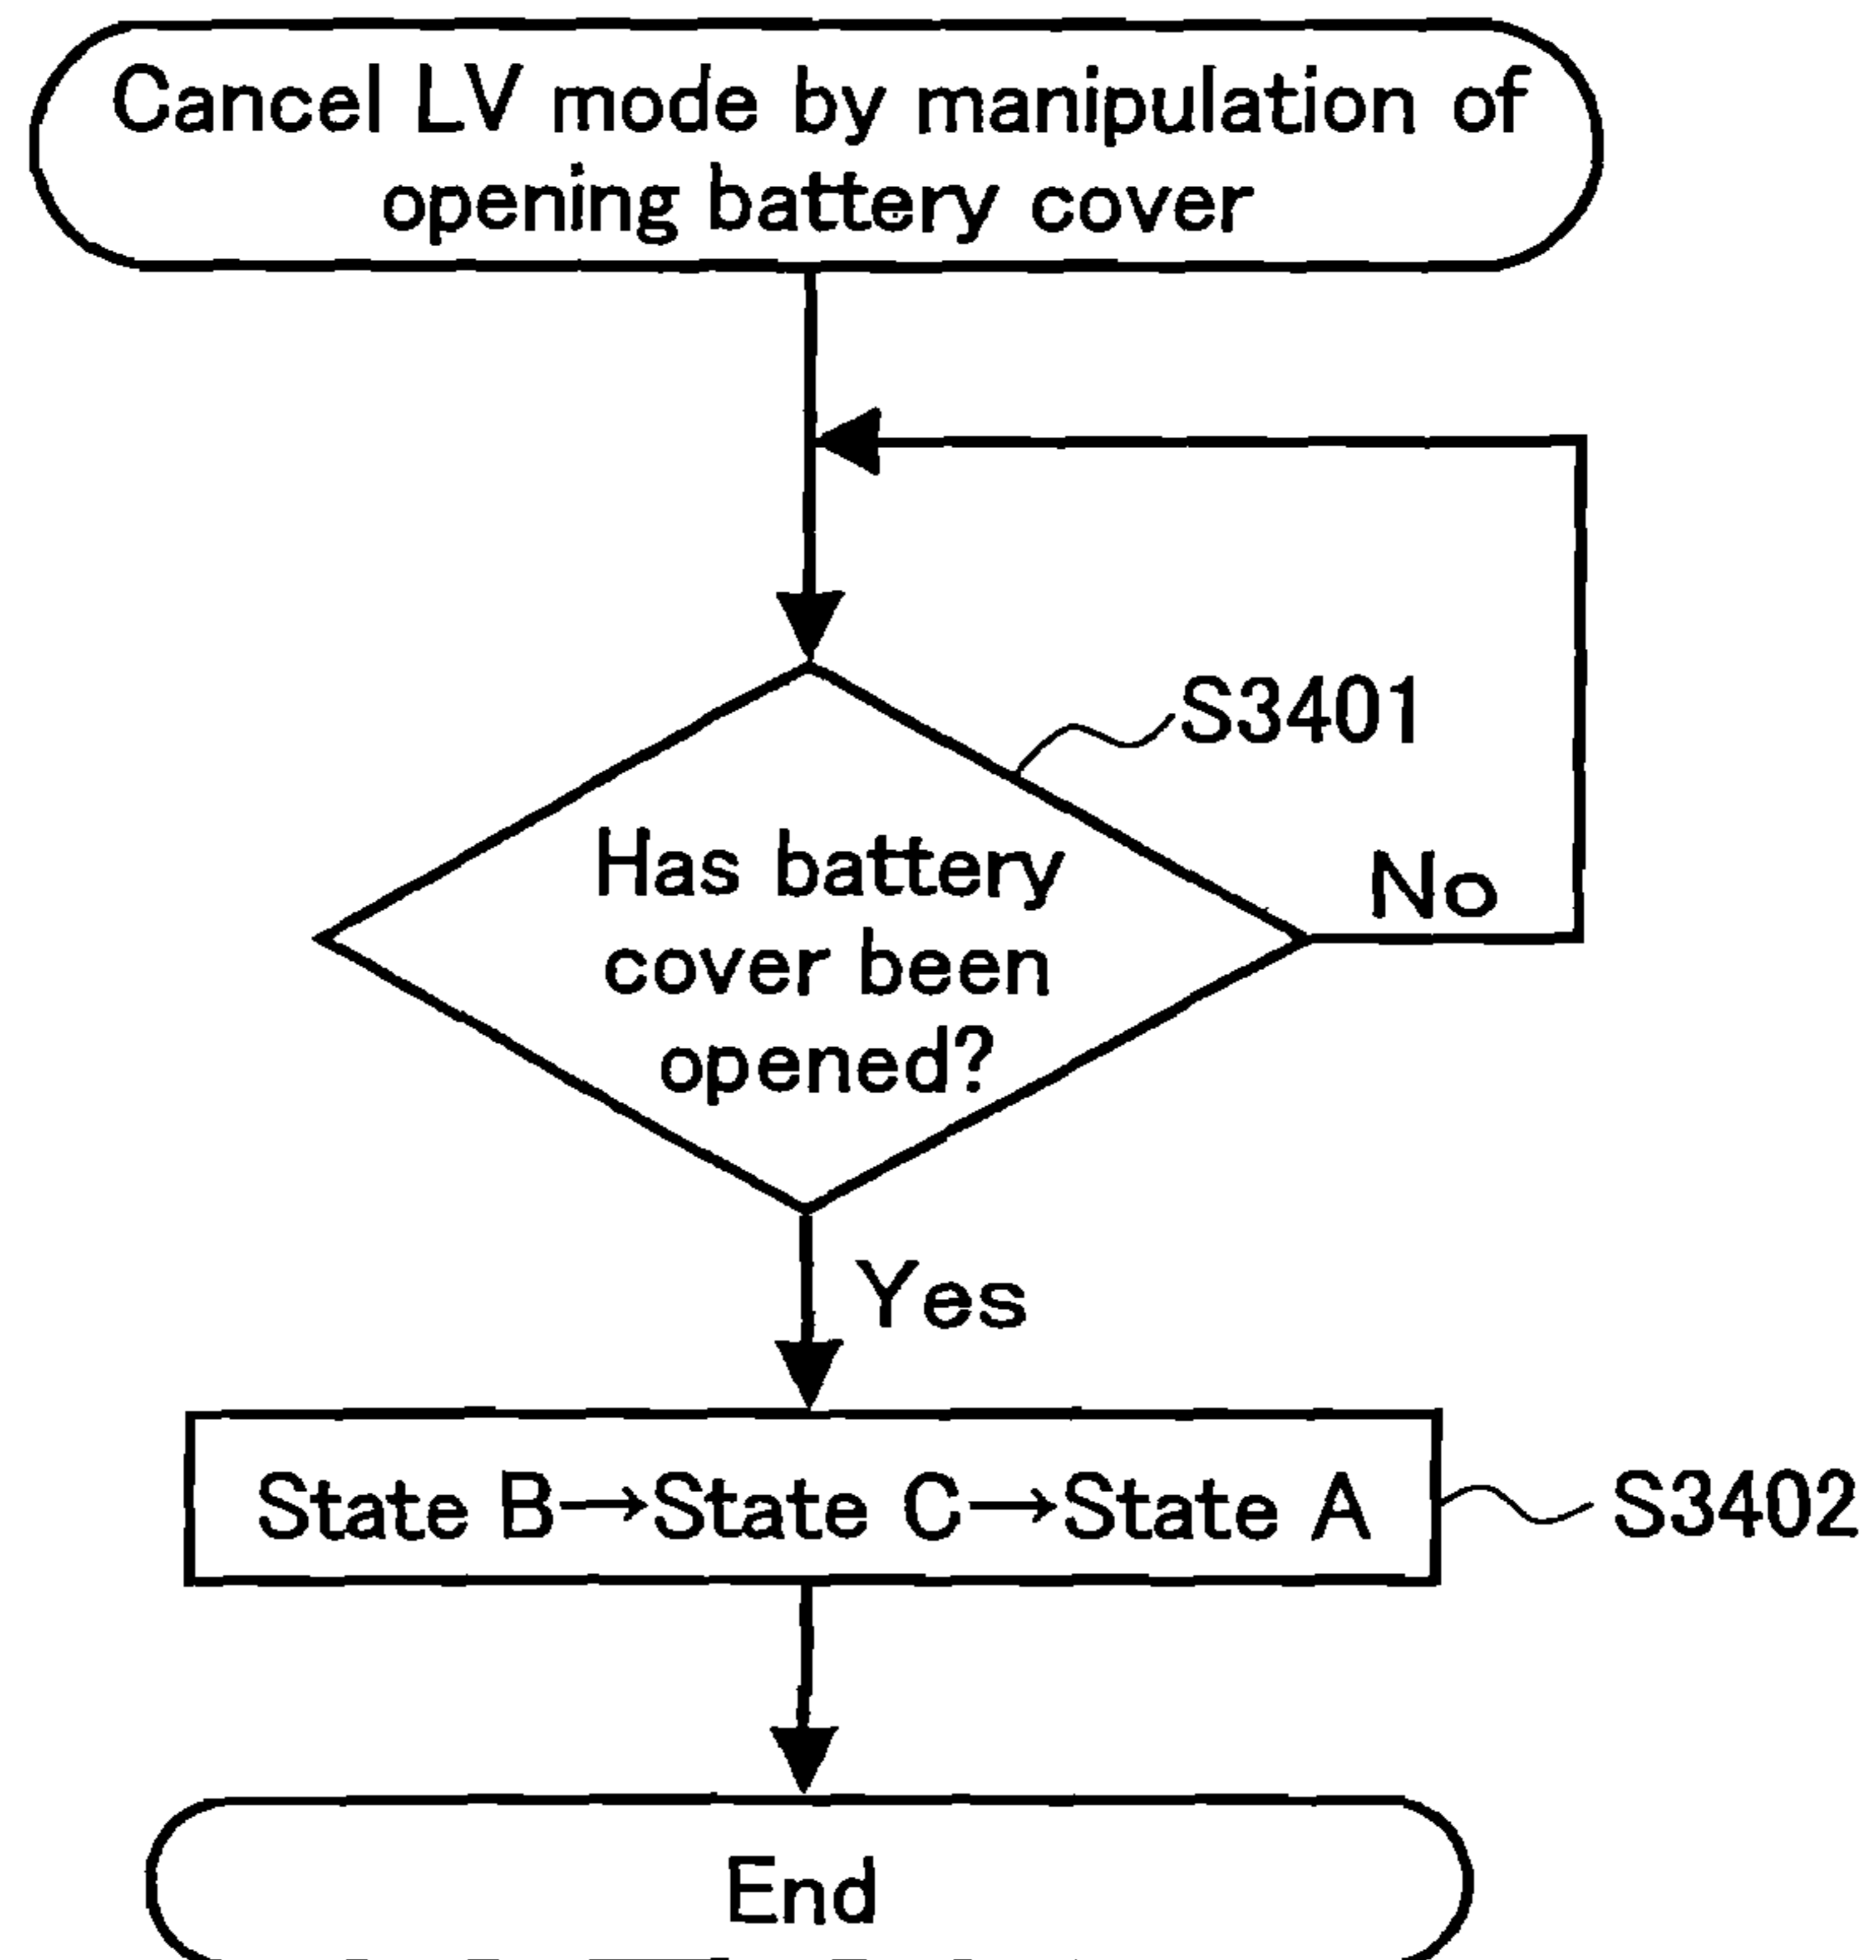 Cancel LV mode by manipulation of
opening battery cover
S3401
Has battery
cover been
opened?
No
Yes
State B→State C→State A
S3402
End